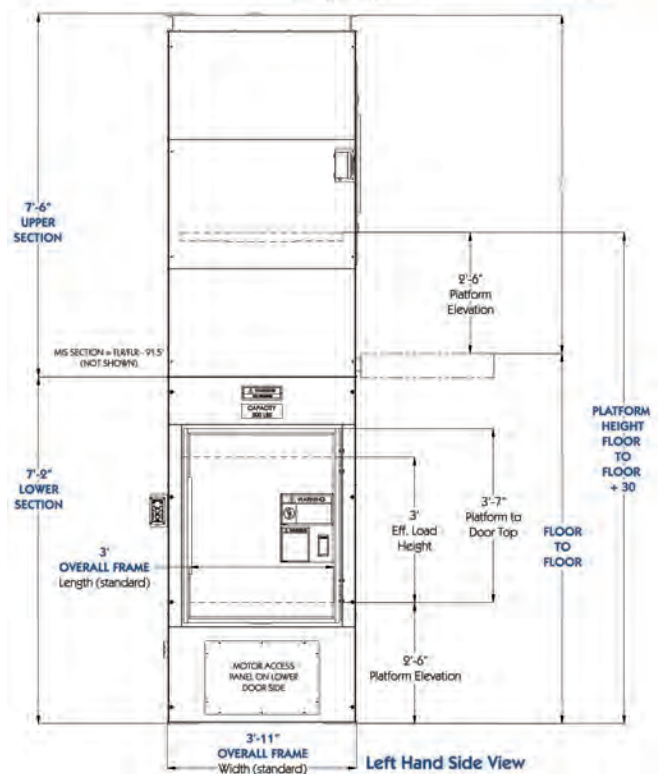 7'-6"
UPPER
SECTION
2'-6"
Platform
Elevation
MIS SECTION = FLR/FLR - 91.5"
(NOT SHOWN)
CAPACITY
PLATFORM
HEIGHT
FLOOR
TO
FLOOR
+ 30
7'-2"
LOWER
SECTION
WARNING
3'
Eff. Load
Height
3'-7"
Platform to
Door Top
FLOOR
TO
FLOOR
3'
OVERALL FRAME
Length (standard)
2'-6"
Platform Elevation
MOTOR ACCESS
PANEL ON LOWER
DOOR SIDE
3'-11"
OVERALL FRAME
Width (standard)
Left Hand Side View